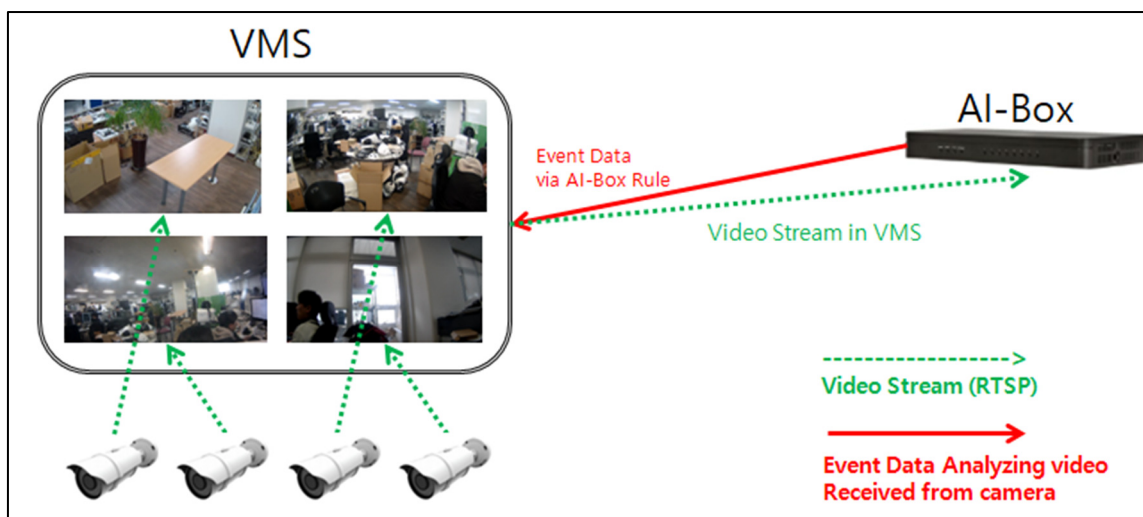 VMS
AI-Box
Event Data
via AI-Box Rule
Video Stream in VMS
Video Stream (RTSP)
Event Data Analyzing video
Received from camera